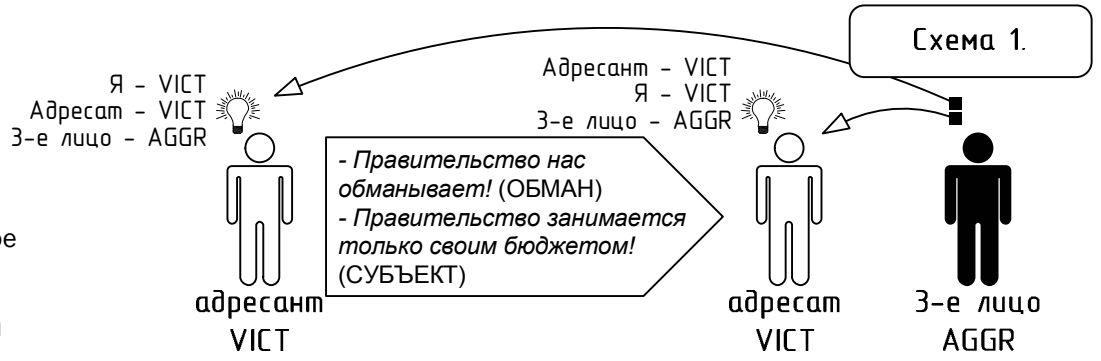 Схема 1.
Я – VICT
Адресат – VICT
3-е лицо – AGGR
Адресант – VICT
Я – VICT
3-е лицо – AGGR
- Правительство нас
обманывает! (ОБМАН)
- Правительство занимается
только своим бюджетом!
(СУБЪЕКТ)
адресант
VICT
адресат
VICT
3-е лицо
AGGR